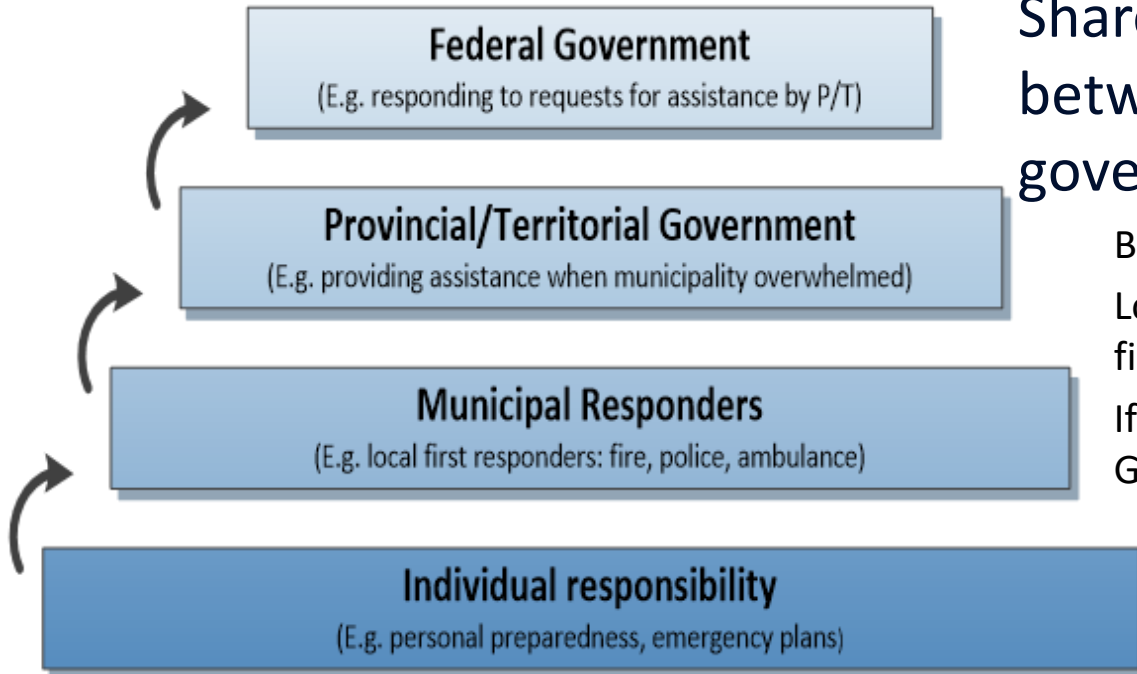 Federal Government
(E.g. responding to requests for assistance by P/T)
Provincial/Territorial Government
(E.g. providing assistance when municipality overwhelmed)
Municipal Responders
(E.g. local first responders: fire, police, ambulance)
Individual responsibility
(E.g. personal preparedness, emergency plans)